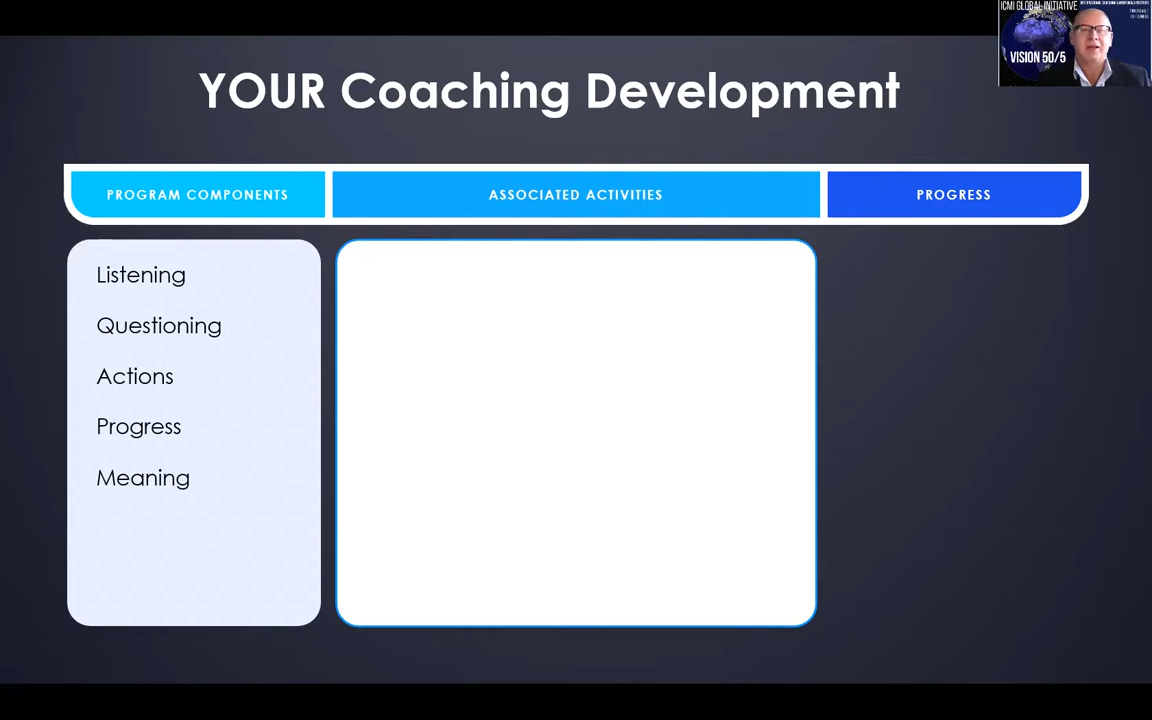 ICMI GLOBAL INITIATIVE
VISION 50/5
YOUR Coaching Development
PROGRAM COMPONENTS
ASSOCIATED ACTIVITIES
PROGRESS
Listening
Questioning
Actions
Progress
Meaning